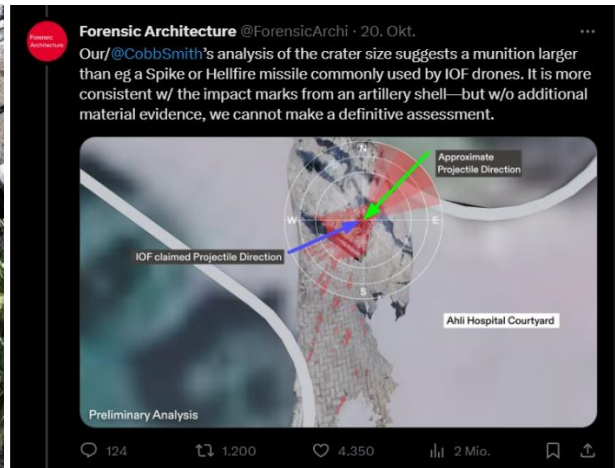 Forensic Architecture
Forensic Architecture @ForensicArchi · 20. Okt.
Our/@CobbSmith's analysis of the crater size suggests a munition larger
than eg a Spike or Hellfire missile commonly used by IOF drones. It is more
consistent w/ the impact marks from an artillery shell—but w/o additional
material evidence, we cannot make a definitive assessment.
N
Approximate
Projectile Direction
W
E
IOF claimed Projectile Direction
S
Ahli Hospital Courtyard
Preliminary Analysis
124 1.200 4.350 2 Mio.